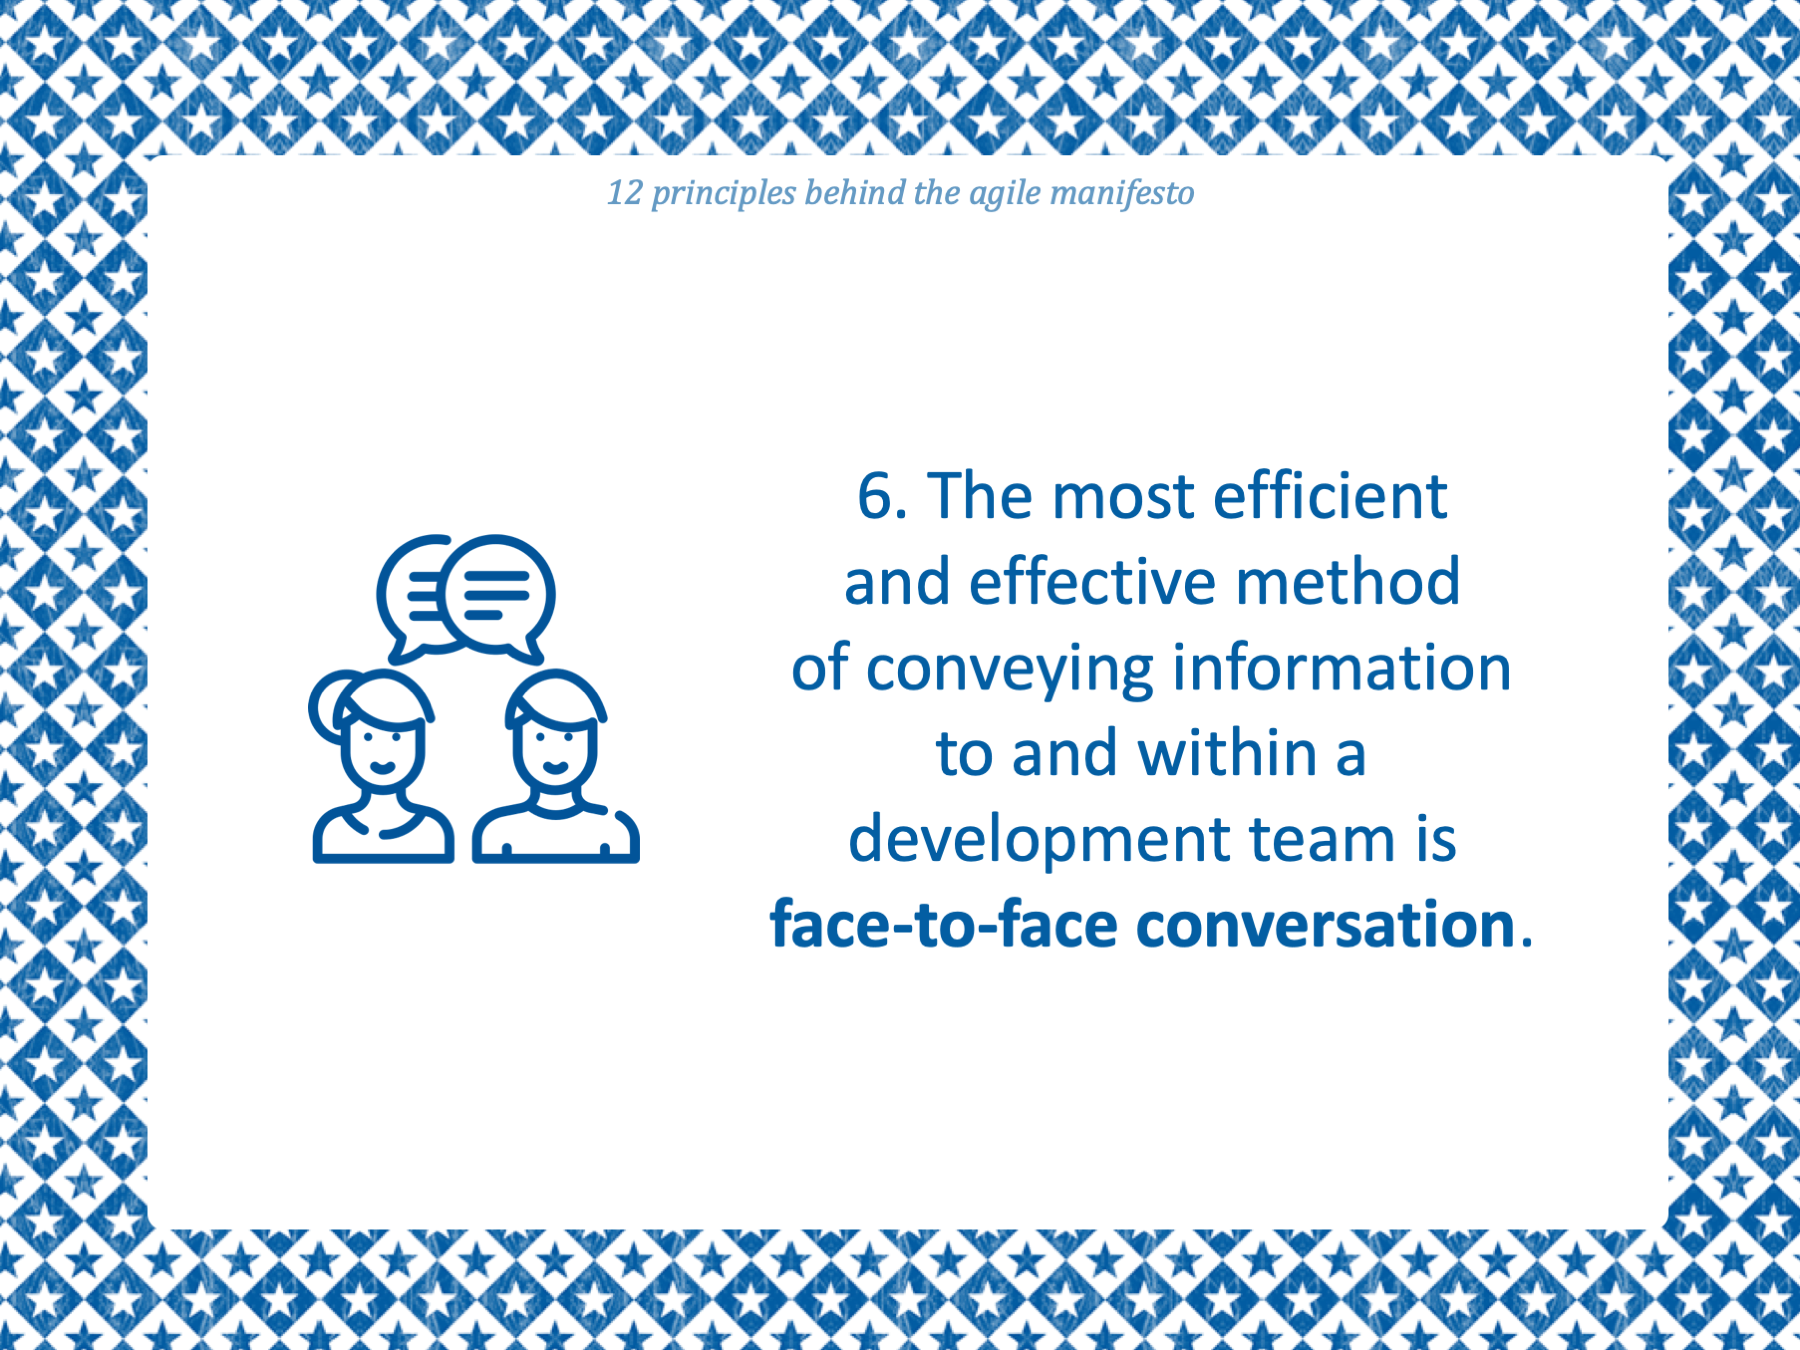 12 principles behind the agile manifesto
6. The most efficient
and effective method
of conveying information
to and within a
development team is
face-to-face conversation.